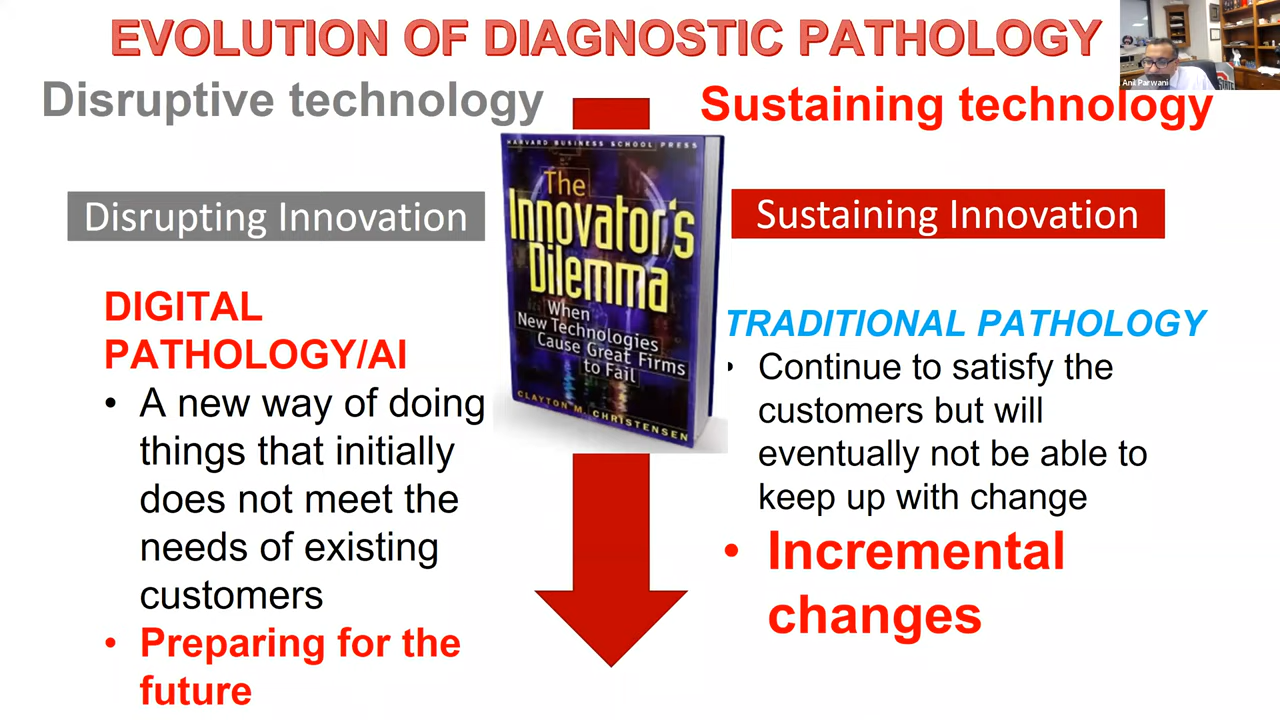 EVOLUTION OF DIAGNOSTIC PATHOLOGY
Anil Parwani
Disruptive technology
Sustaining technology
HARVARD BUSINESS SCHOOL PRESS
The
Innovator's
Dilemma
When
New Technologies
Cause Great Firms
to Fail
CLAYTON M. CHRISTENSEN
Disrupting Innovation
Sustaining Innovation
DIGITAL
PATHOLOGY/AI
• A new way of doing
things that initially
does not meet the
needs of existing
customers
• Preparing for the
future
TRADITIONAL PATHOLOGY
• Continue to satisfy the
customers but will
eventually not be able to
keep up with change
• Incremental
changes